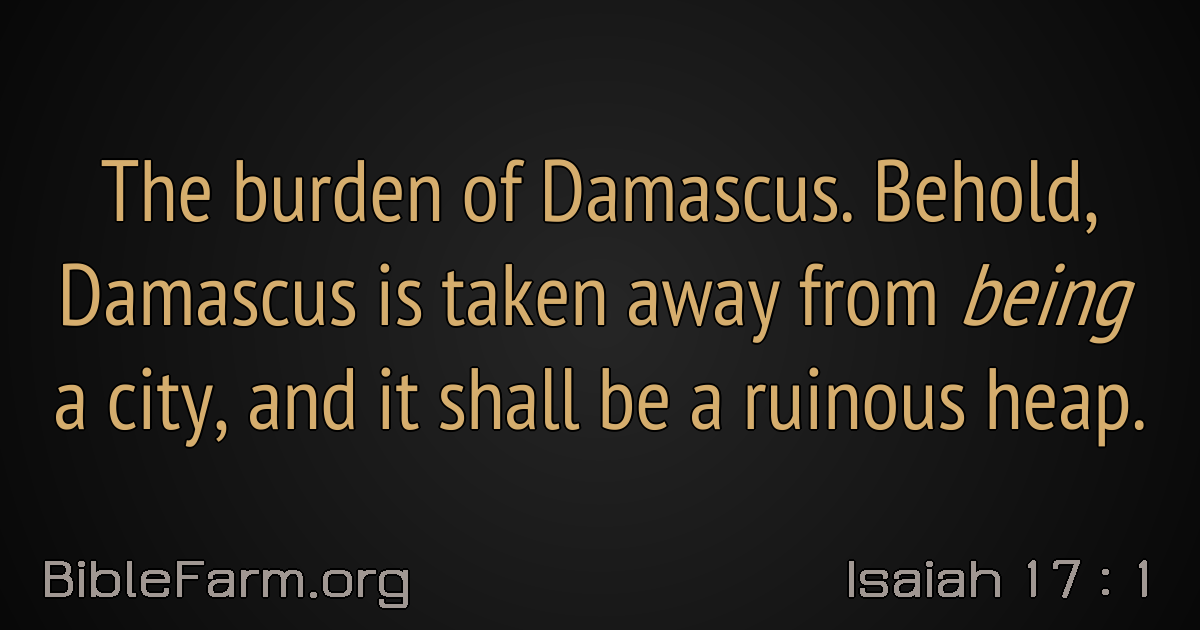 The burden of Damascus. Behold,
Damascus is taken away from being
a city, and it shall be a ruinous heap.
BibleFarm.org
Isaiah 17 : 1